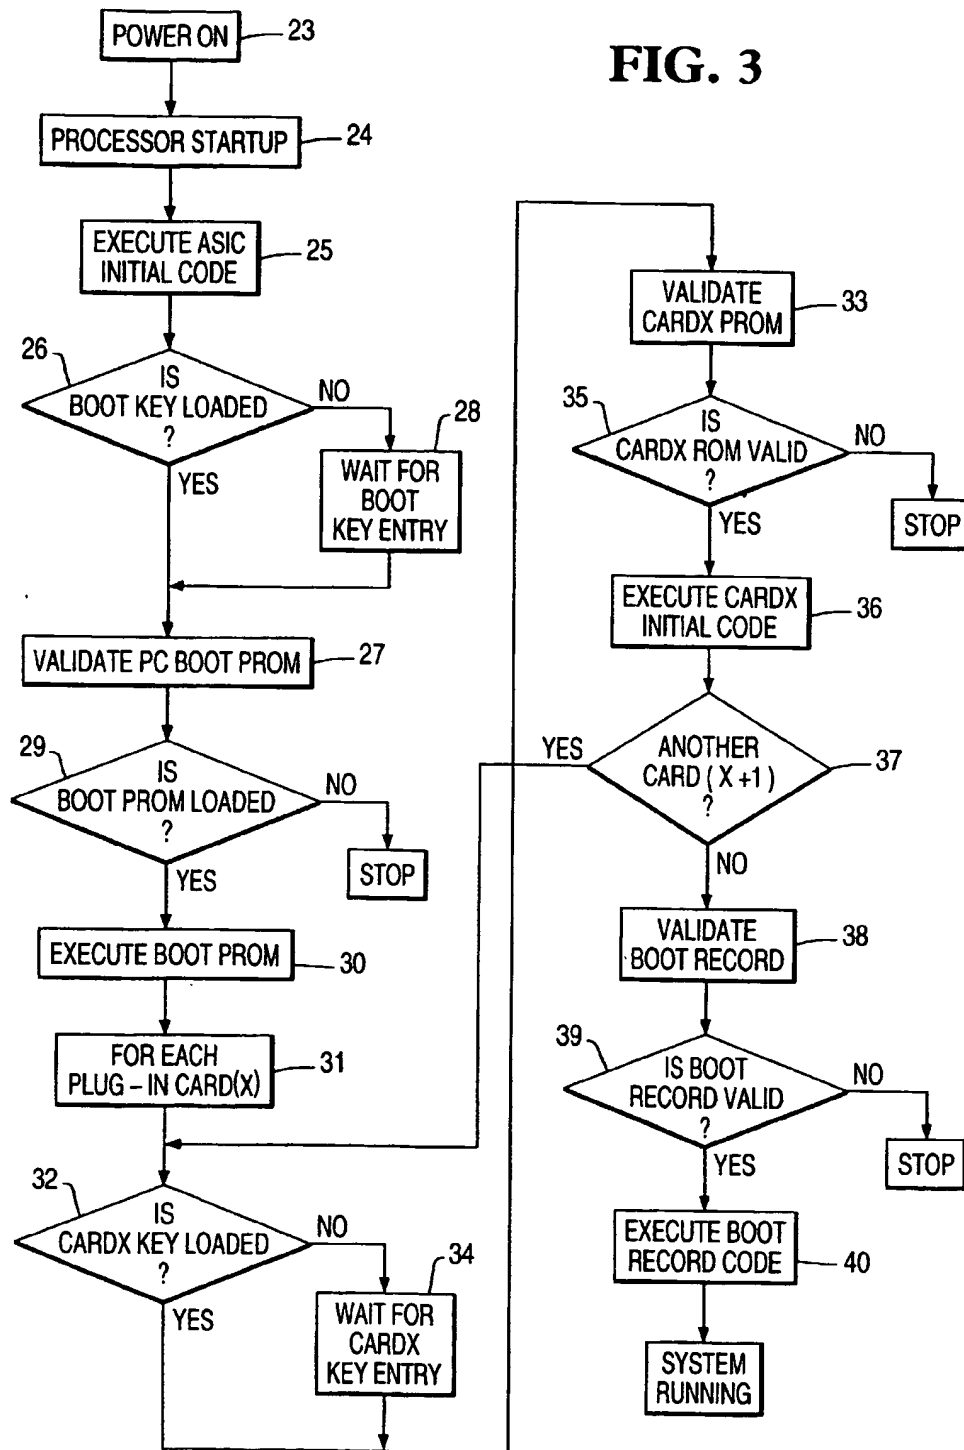 FIG. 3
POWER ON
23
PROCESSOR STARTUP
24
EXECUTE ASIC
INITIAL CODE
25
26
IS
BOOT KEY LOADED
?
NO
YES
28
WAIT FOR
BOOT
KEY ENTRY
VALIDATE PC BOOT PROM
27
29
IS
BOOT PROM LOADED
?
NO
YES
STOP
EXECUTE BOOT PROM
30
FOR EACH
PLUG - IN CARD(X)
31
32
IS
CARDX KEY LOADED
?
NO
YES
34
WAIT FOR
CARDX
KEY ENTRY
VALIDATE
CARDX PROM
33
35
IS
CARDX ROM VALID
?
NO
YES
STOP
EXECUTE CARDX
INITIAL CODE
36
YES
ANOTHER
CARD ( X +1 )
?
37
NO
VALIDATE
BOOT RECORD
38
39
IS BOOT
RECORD VALID
?
NO
YES
STOP
EXECUTE BOOT
RECORD CODE
40
SYSTEM
RUNNING